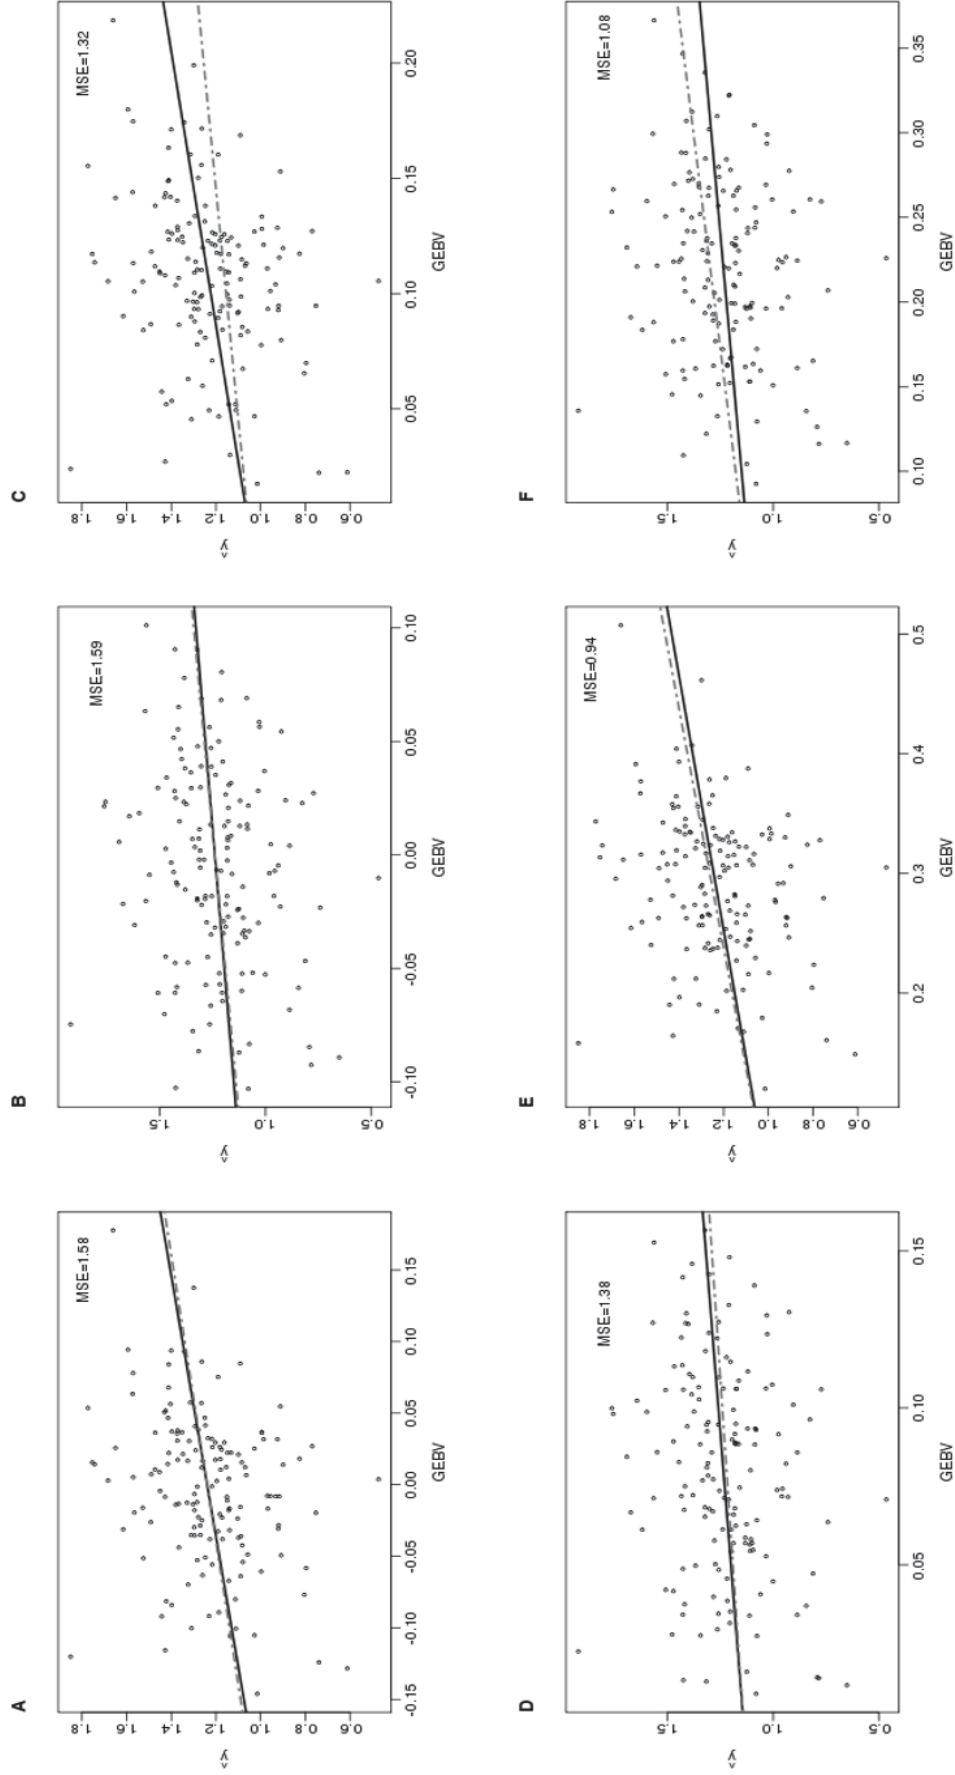 A
MSE=1.58
1.8
1.6
1.4
1.2
1.0
0.8
0.6
ŷ
-0.15 -0.10 -0.05 0.00 0.05 0.10 0.15
GEBV
B
MSE=1.59
1.5
1.0
0.5
ŷ
-0.10 -0.05 0.00 0.05 0.10
GEBV
C
MSE=1.32
1.8
1.6
1.4
1.2
1.0
0.8
0.6
ŷ
0.05 0.10 0.15 0.20
GEBV
D
MSE=1.38
1.5
1.0
0.5
ŷ
0.05 0.10 0.15
GEBV
E
MSE=0.94
1.8
1.6
1.4
1.2
1.0
0.8
0.6
ŷ
0.2 0.3 0.4 0.5
GEBV
F
MSE=1.08
1.5
1.0
0.5
ŷ
0.10 0.15 0.20 0.25 0.30 0.35
GEBV